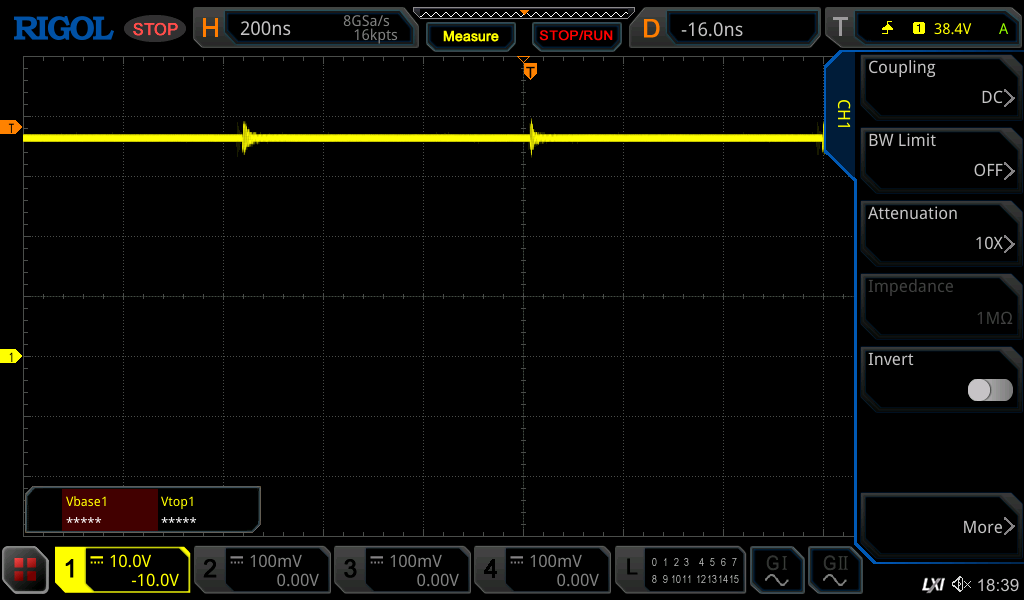 RIGOL STOP H 200ns 8GSa/s 16kpts Measure STOP/RUN D -16.0ns T 1 38.4V A
T
T
CH1
Coupling
DC
BW Limit
OFF
Attenuation
10X
Impedance
1MΩ
Invert
More
1
Vbase1 Vtop1
***** *****
1 10.0V -10.0V
2 100mV 0.00V
3 100mV 0.00V
4 100mV 0.00V
L 0 1 2 3 4 5 6 7
8 9 10 11 12 13 14 15
GI GII
LXI 18:39